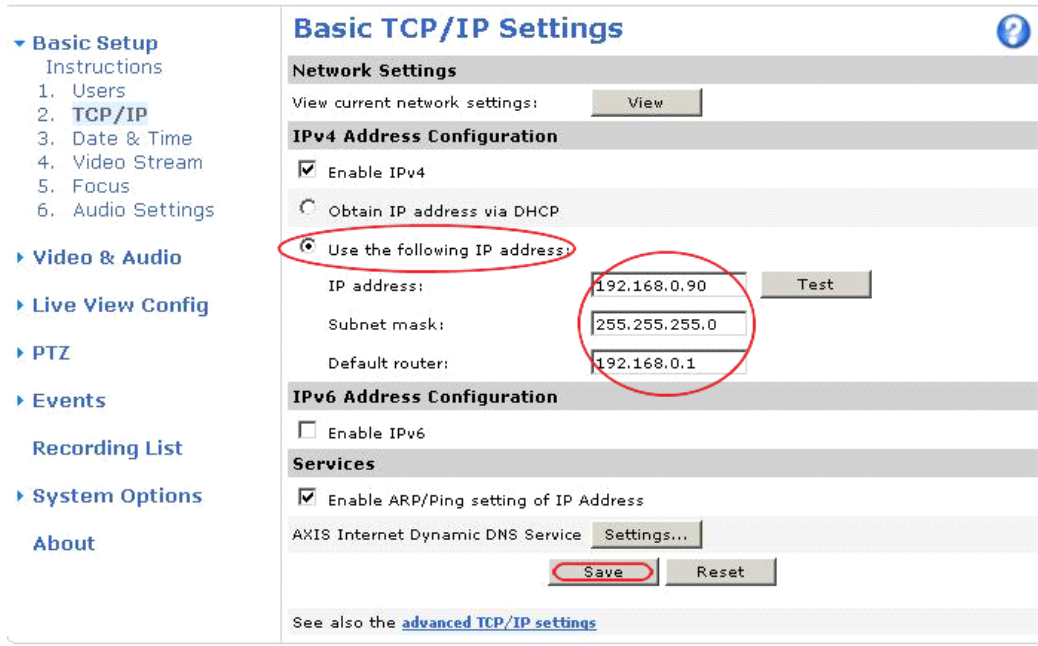 Basic Setup
Instructions
1. Users
2. TCP/IP
3. Date & Time
4. Video Stream
5. Focus
6. Audio Settings
Video & Audio
Live View Config
PTZ
Events
Recording List
System Options
About
Basic TCP/IP Settings
?
Network Settings
View current network settings: View
IPv4 Address Configuration
Enable IPv4
Obtain IP address via DHCP
Use the following IP address:
IP address: 192.168.0.90 Test
Subnet mask: 255.255.255.0
Default router: 192.168.0.1
IPv6 Address Configuration
Enable IPv6
Services
Enable ARP/Ping setting of IP Address
AXIS Internet Dynamic DNS Service Settings...
Save Reset
See also the advanced TCP/IP settings